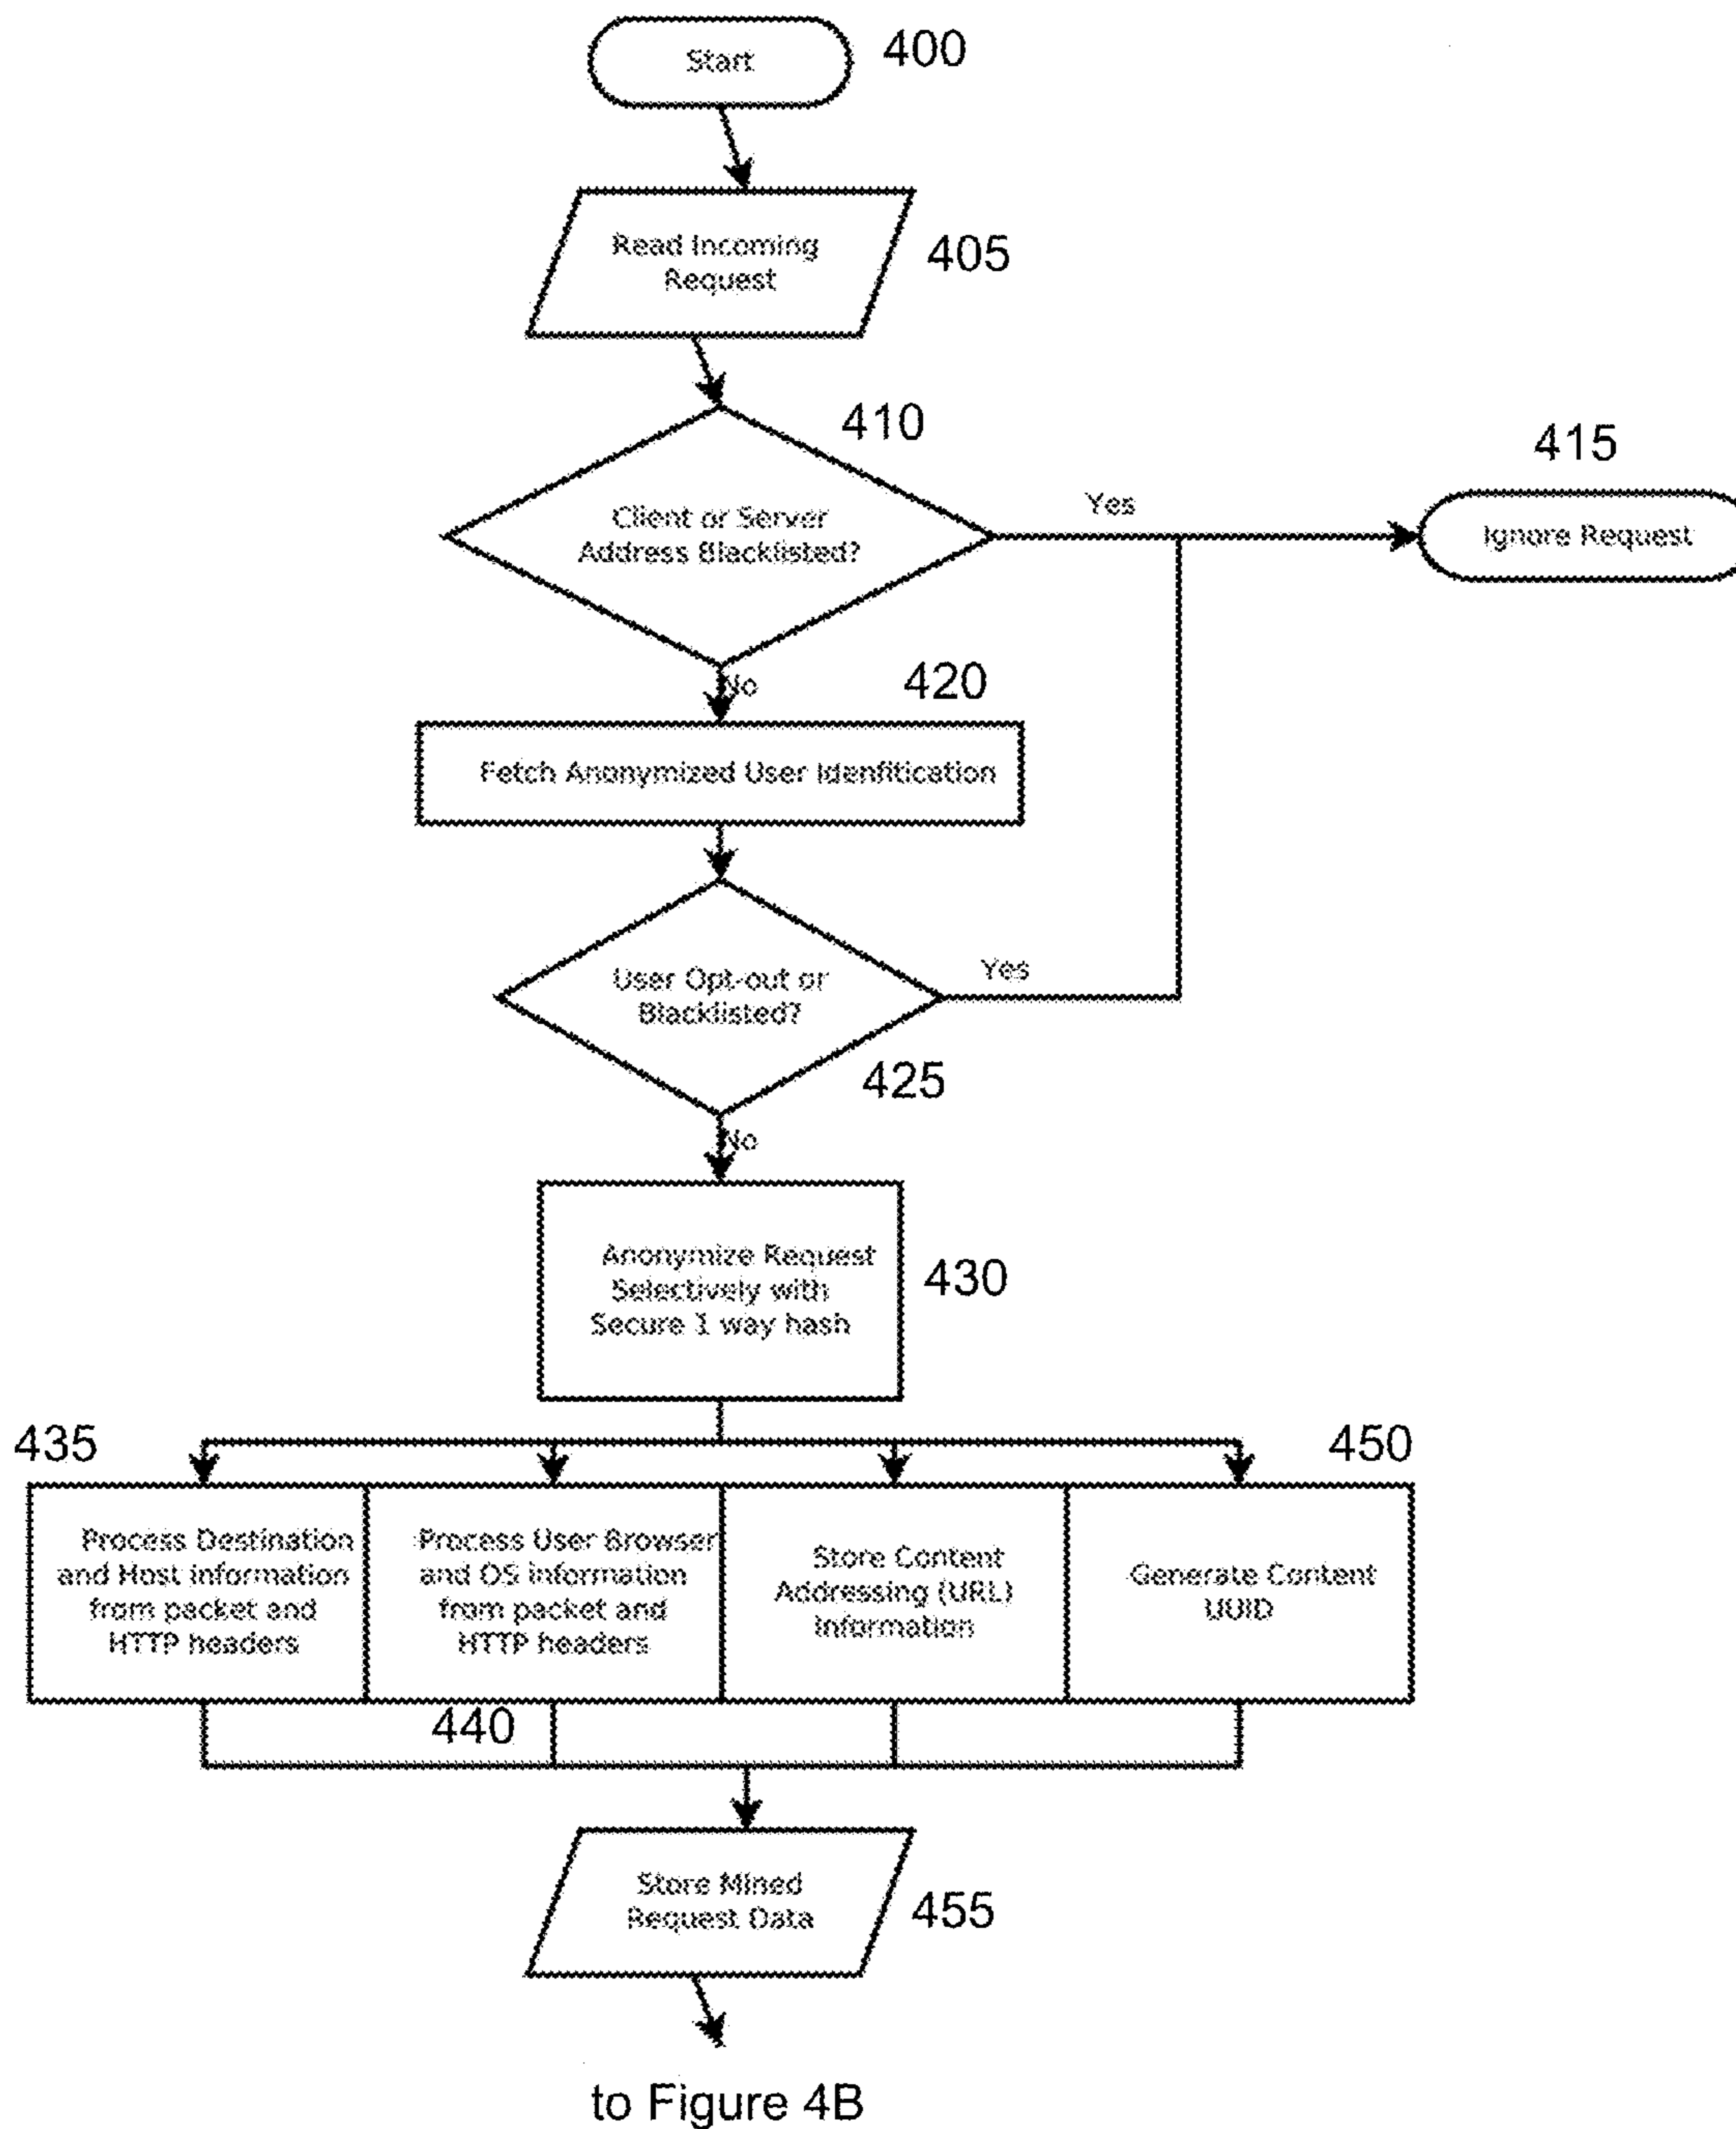 Start
400
Read Incoming
Request
405
410
Client or Server
Address Blacklisted?
Yes
415
Ignore Request
No
420
Fetch Anonymized User Idenfitication
User Opt-out or
Blacklisted?
Yes
425
No
Anonymize Request
Selectively with
Secure 1 way hash
430
435
450
Process Destination
and Host information
from packet and
HTTP headers
Process User Browser
and OS information
from packet and
HTTP headers
Store Content
Addressing (URL)
Information
Generate Content
UUID
440
Store Mined
Request Data
455
to Figure 4B